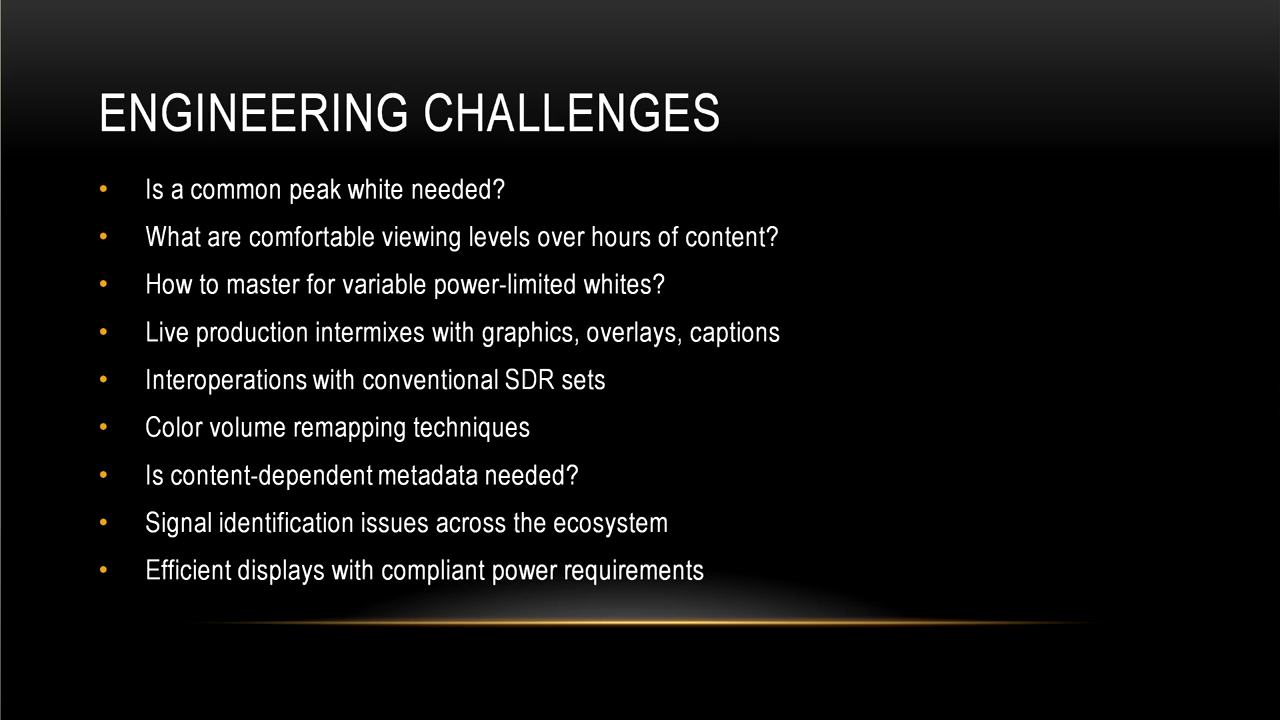 ENGINEERING CHALLENGES
• Is a common peak white needed?
• What are comfortable viewing levels over hours of content?
• How to master for variable power-limited whites?
• Live production intermixes with graphics, overlays, captions
• Interoperations with conventional SDR sets
• Color volume remapping techniques
• Is content-dependent metadata needed?
• Signal identification issues across the ecosystem
• Efficient displays with compliant power requirements